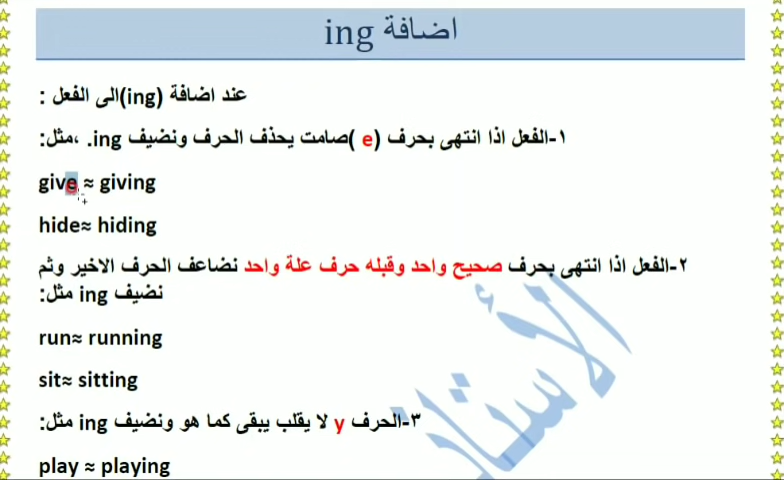 اضافة ing
عند اضافة (ing)الى الفعل :
١-الفعل اذا انتهى بحرف (e )صامت يحذف الحرف ونضيف ing. ،مثل:
give ≈ giving
hide≈ hiding
٢-الفعل اذا انتهى بحرف صحيح واحد وقبله حرف علة واحد نضاعف الحرف الاخير وثم
نضيف ing مثل:
run≈ running
sit≈ sitting
٣-الحرف y لا يقلب يبقى كما هو ونضيف ing مثل:
play ≈ playing